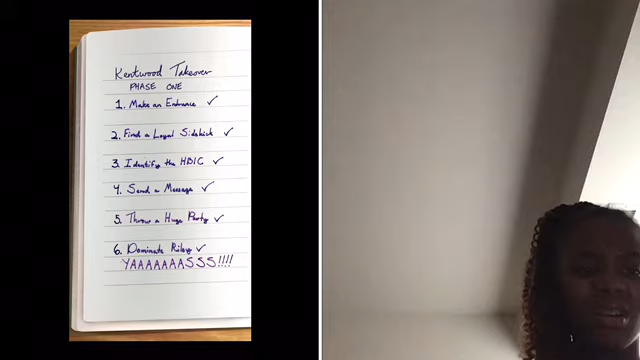 Kentwood Takeover
PHASE ONE
1. Make an Entrance ✓
2. Find a Loyal Sidekick ✓
3. Identify the HBIC ✓
4. Send a Message ✓
5. Throw a Huge Party ✓
6. Dominate Riley ✓
YAAAAAAASSS!!!!